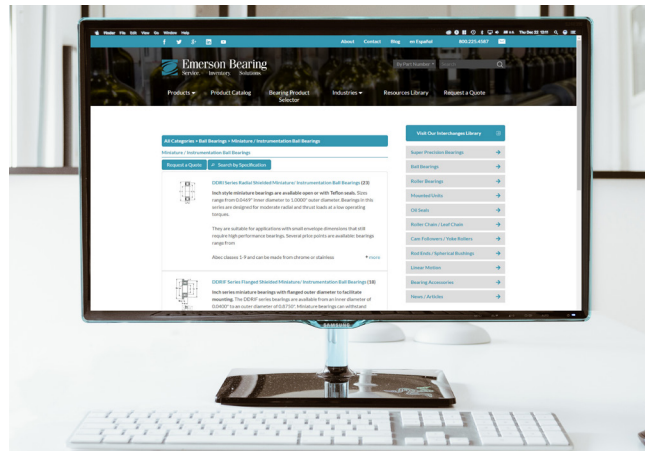 Finder File Edit View Go Window Help
Thu Dec 22 12:11
About Contact Blog en Español 800.225.4587
Emerson Bearing
Service Inventory Solutions
By Part Number Search
Products Product Catalog Bearing Product Selector Industries Resources Library Request a Quote
All Categories > Ball Bearings > Miniature / Instrumentation Ball Bearings
Miniature / Instrumentation Ball Bearings
Request a Quote Search by Specification
DDRI Series Radial Shielded Miniature/ Instrumentation Ball Bearings (23)
Inch style miniature bearings are available open or with Teflon seals. Sizes
range from 0.0469" inner diameter to 1.0000" outer diameter. Bearings in this
series are designed for moderate radial and thrust loads at a low operating
torques.
They are suitable for applications with small envelope dimensions that still
require high performance bearings. Several price points are available: bearings
range from
Abec classes 1-9 and can be made from chrome or stainless
more
DDRIF Series Flanged Shielded Miniature/ Instrumentation Ball Bearings (18)
Inch series miniature bearings with flanged outer diameter to facilitate
mounting. The DDRIF series bearings are available from an inner diameter of
0.0400" to an outer diameter of 0.8750". Miniature bearings can withstand
Visit Our Interchanges Library
Super Precision Bearings
Ball Bearings
Roller Bearings
Mounted Units
Oil Seals
Roller Chain / Leaf Chain
Cam Followers / Yoke Rollers
Rod Ends / Spherical Bushings
Linear Motion
Bearing Accessories
News / Articles
SAMSUNG